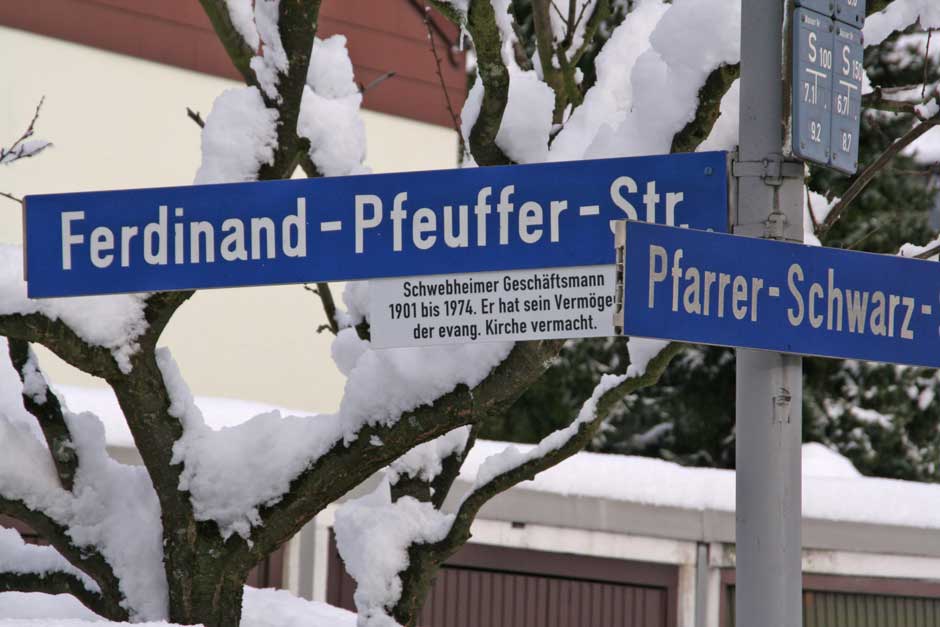 Ferdinand-Pfeuffer-Str.
Schwebheimer Geschäftsmann
1901 bis 1974. Er hat sein Vermöge
der evang. Kirche vermacht.
Pfarrer-Schwarz-
S 100
7.1
9.2
S 150
6.7
8.7